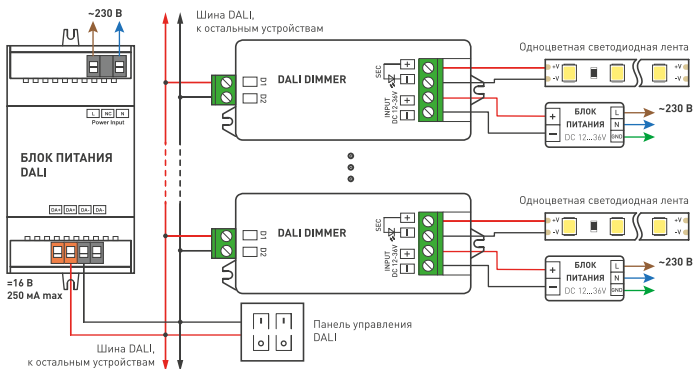 ~230 В
Шина DALI,
к остальным устройствам
L NC N
Power Input
БЛОК ПИТАНИЯ
DALI
DA+ DA+ DA- DA-
=16 В
250 мА max
D1
D2
DALI DIMMER
SEC
+
−
INPUT
DC 12-36V
+
−
Одноцветная светодиодная лента
+V
-V
+V
-V
+
−
БЛОК
ПИТАНИЯ
DC 12...36V
L
N
GND
~230 В
D1
D2
DALI DIMMER
SEC
+
−
INPUT
DC 12-36V
+
−
Одноцветная светодиодная лента
+V
-V
+V
-V
+
−
БЛОК
ПИТАНИЯ
DC 12...36V
L
N
GND
~230 В
Панель управления
DALI
Шина DALI,
к остальным устройствам